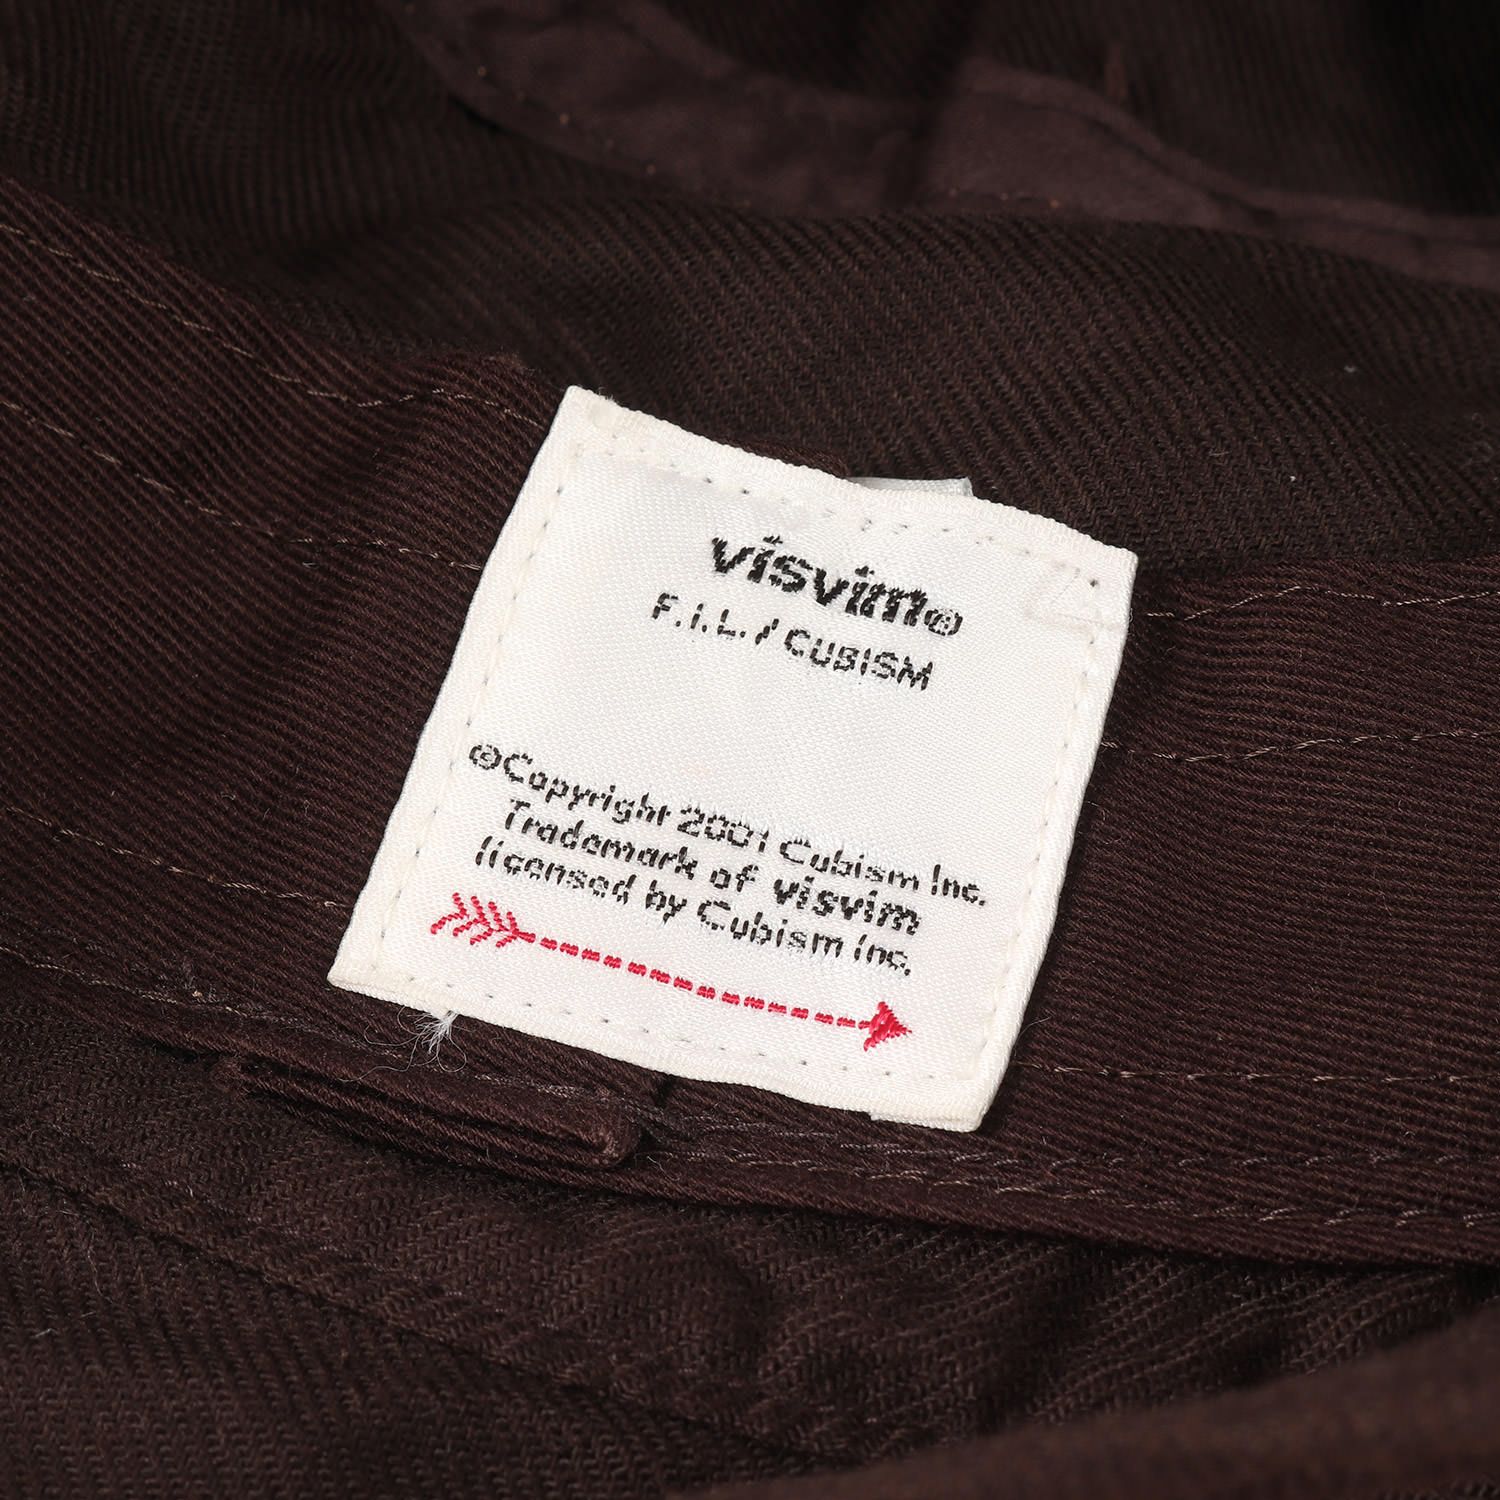 visvim®
F.I.L. / CUBISM
©Copyright 2001 Cubism Inc.
Trademark of visvim
licensed by Cubism Inc.